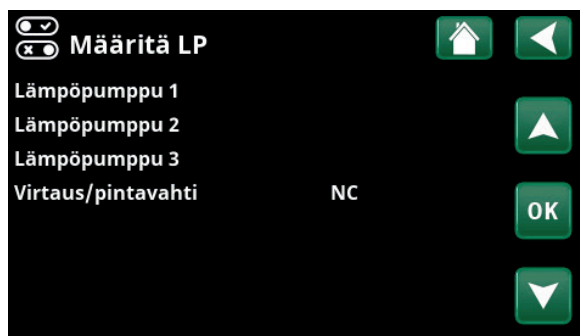 Määritä LP
Lämpöpumppu 1
Lämpöpumppu 2
Lämpöpumppu 3
Virtaus/pintavahti NC
OK